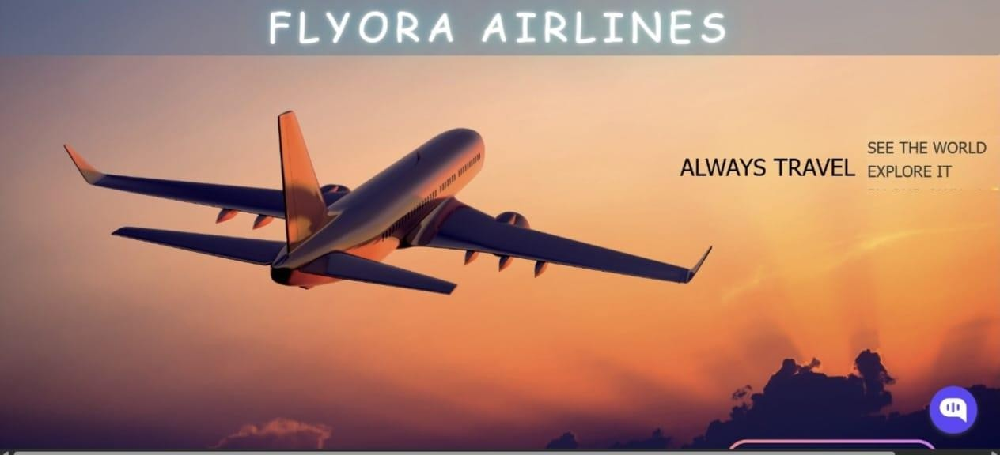 FLYORA AIRLINES
ALWAYS TRAVEL
SEE THE WORLD
EXPLORE IT